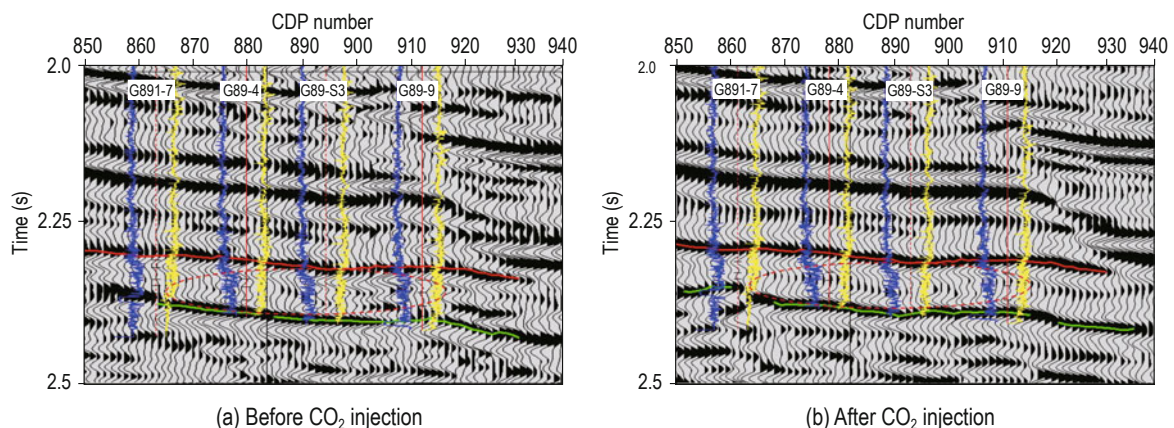 CDP number
850 860 870 880 890 900 910 920 930 940
2.0
2.25
2.5
Time (s)
G891-7 G89-4 G89-S3 G89-9
(a) Before CO₂ injection
CDP number
850 860 870 880 890 900 910 920 930 940
2.0
2.25
2.5
Time (s)
G891-7 G89-4 G89-S3 G89-9
(b) After CO₂ injection